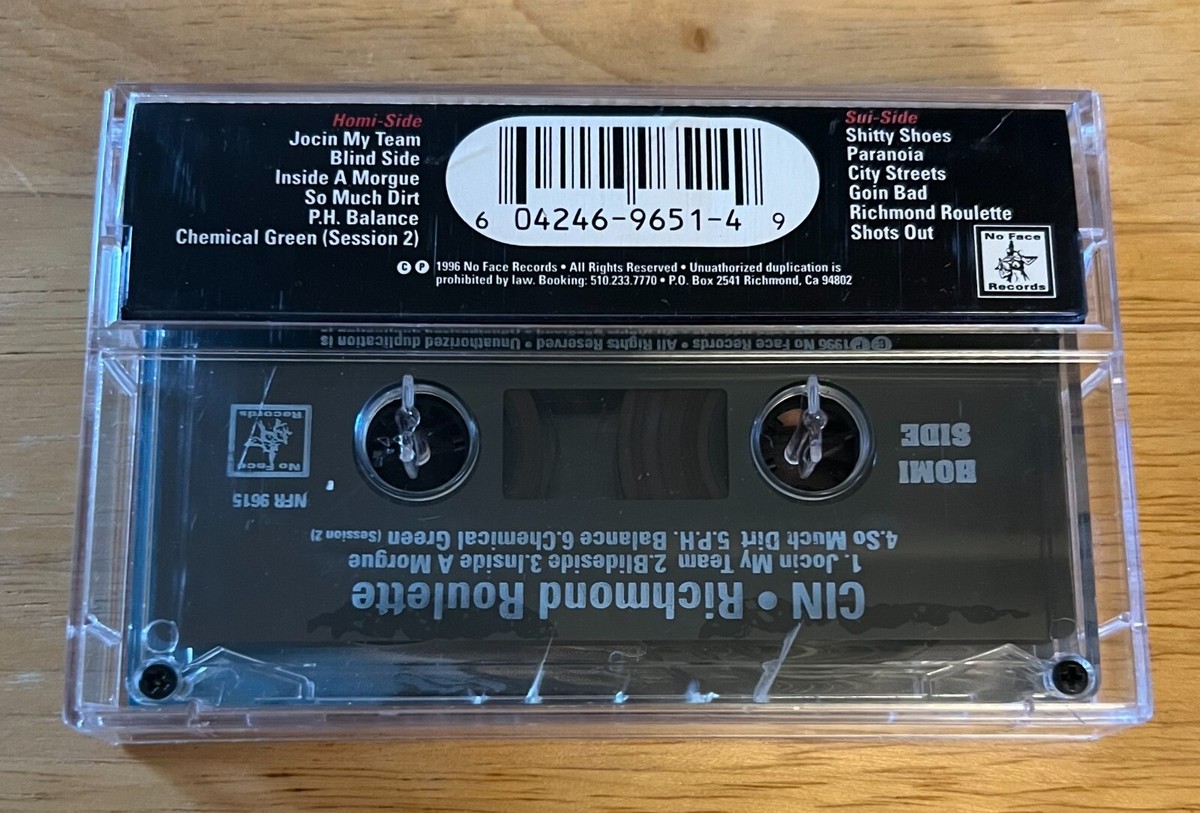 Homi-Side
Jocin My Team
Blind Side
Inside A Morgue
So Much Dirt
P.H. Balance
Chemical Green (Session 2)
6 04246-9651-4 9
Sui-Side
Shitty Shoes
Paranoia
City Streets
Goin Bad
Richmond Roulette
Shots Out
No Face
Records
© ℗ 1996 No Face Records • All Rights Reserved • Unauthorized duplication is
prohibited by law. Booking: 510.233.7770 • P.O. Box 2541 Richmond, Ca 94802
©℗1996 No Face Records • All Rights Reserved • Unauthorized duplication is
CIN • Richmond Roulette
1. Jocin My Team 2.Blideside 3.Inside A Morgue
4.So Much Dirt 5.P.H. Balance 6.Chemical Green (Session 2)
HOMI
SIDE
NFR 9615
No Face
Records